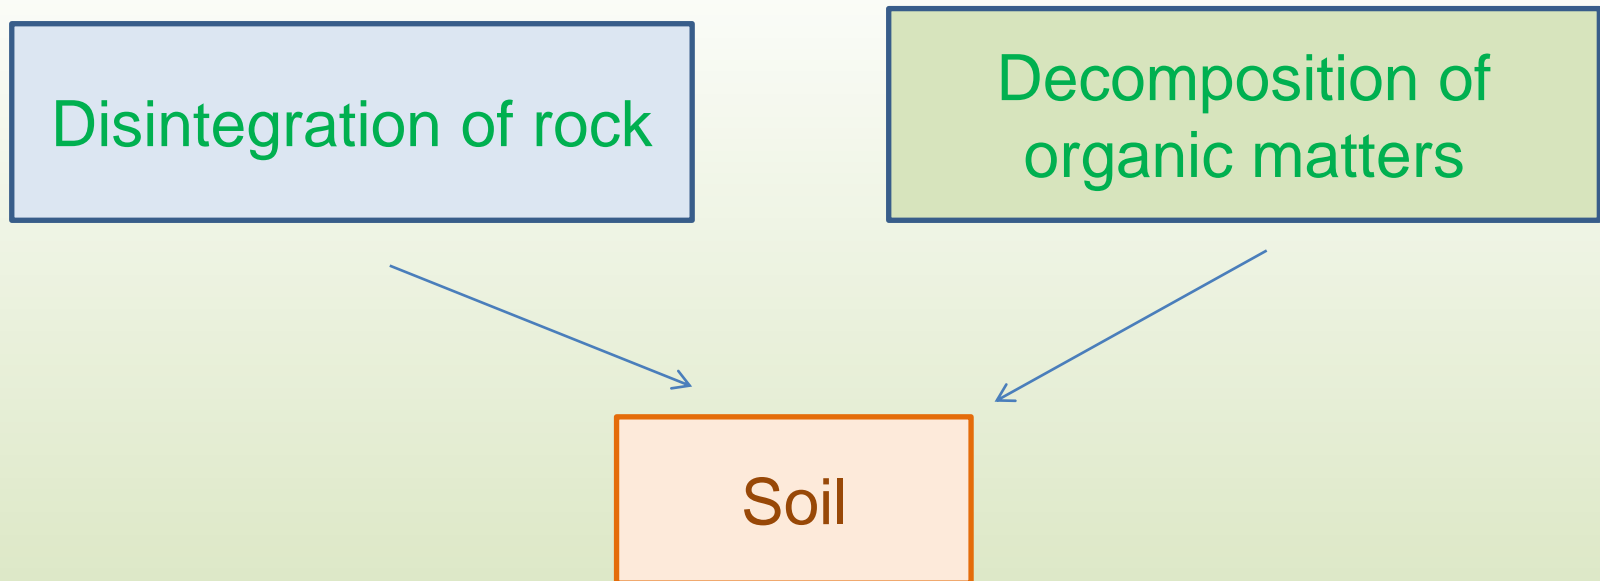 Disintegration of rock
Decomposition of
organic matters
Soil